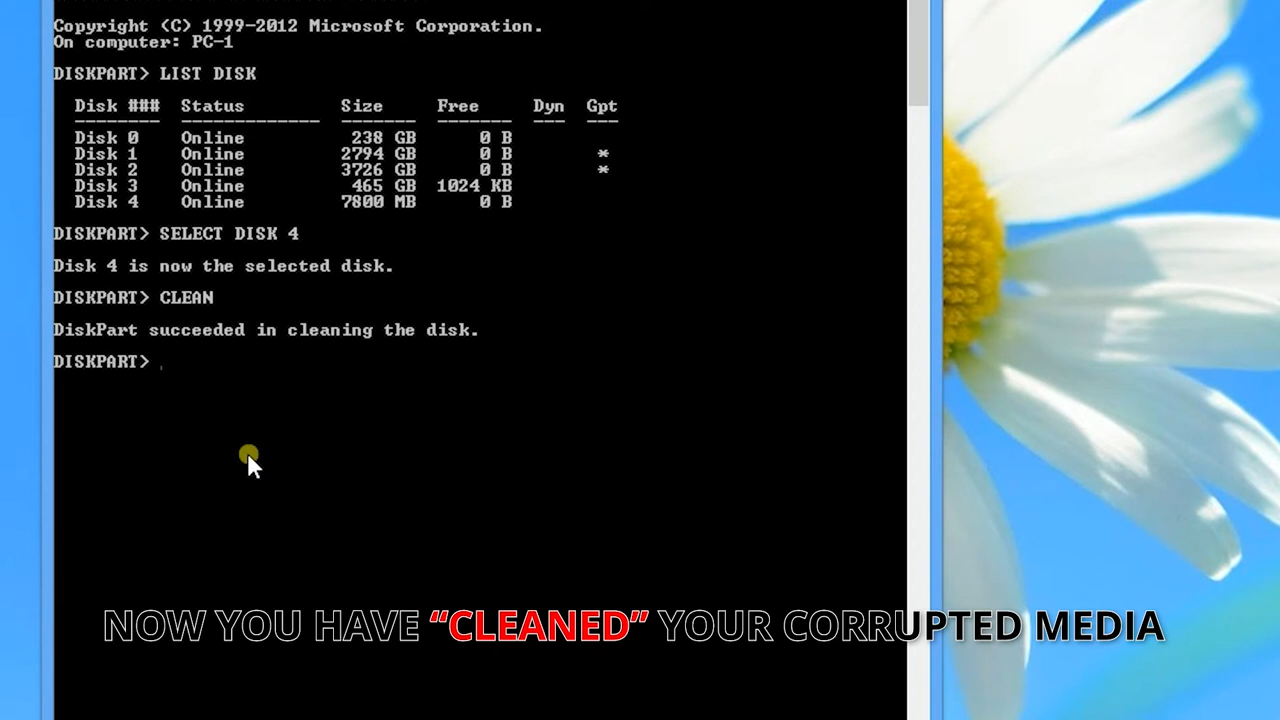 Copyright (C) 1999-2012 Microsoft Corporation.
On computer: PC-1
DISKPART> LIST DISK
Disk ### Status Size Free Dyn Gpt
-------- ------------- ------- ------- --- ---
Disk 0 Online 238 GB 0 B
Disk 1 Online 2794 GB 0 B *
Disk 2 Online 3726 GB 0 B *
Disk 3 Online 465 GB 1024 KB
Disk 4 Online 7800 MB 0 B
DISKPART> SELECT DISK 4
Disk 4 is now the selected disk.
DISKPART> CLEAN
DiskPart succeeded in cleaning the disk.
DISKPART>
NOW YOU HAVE “CLEANED” YOUR CORRUPTED MEDIA